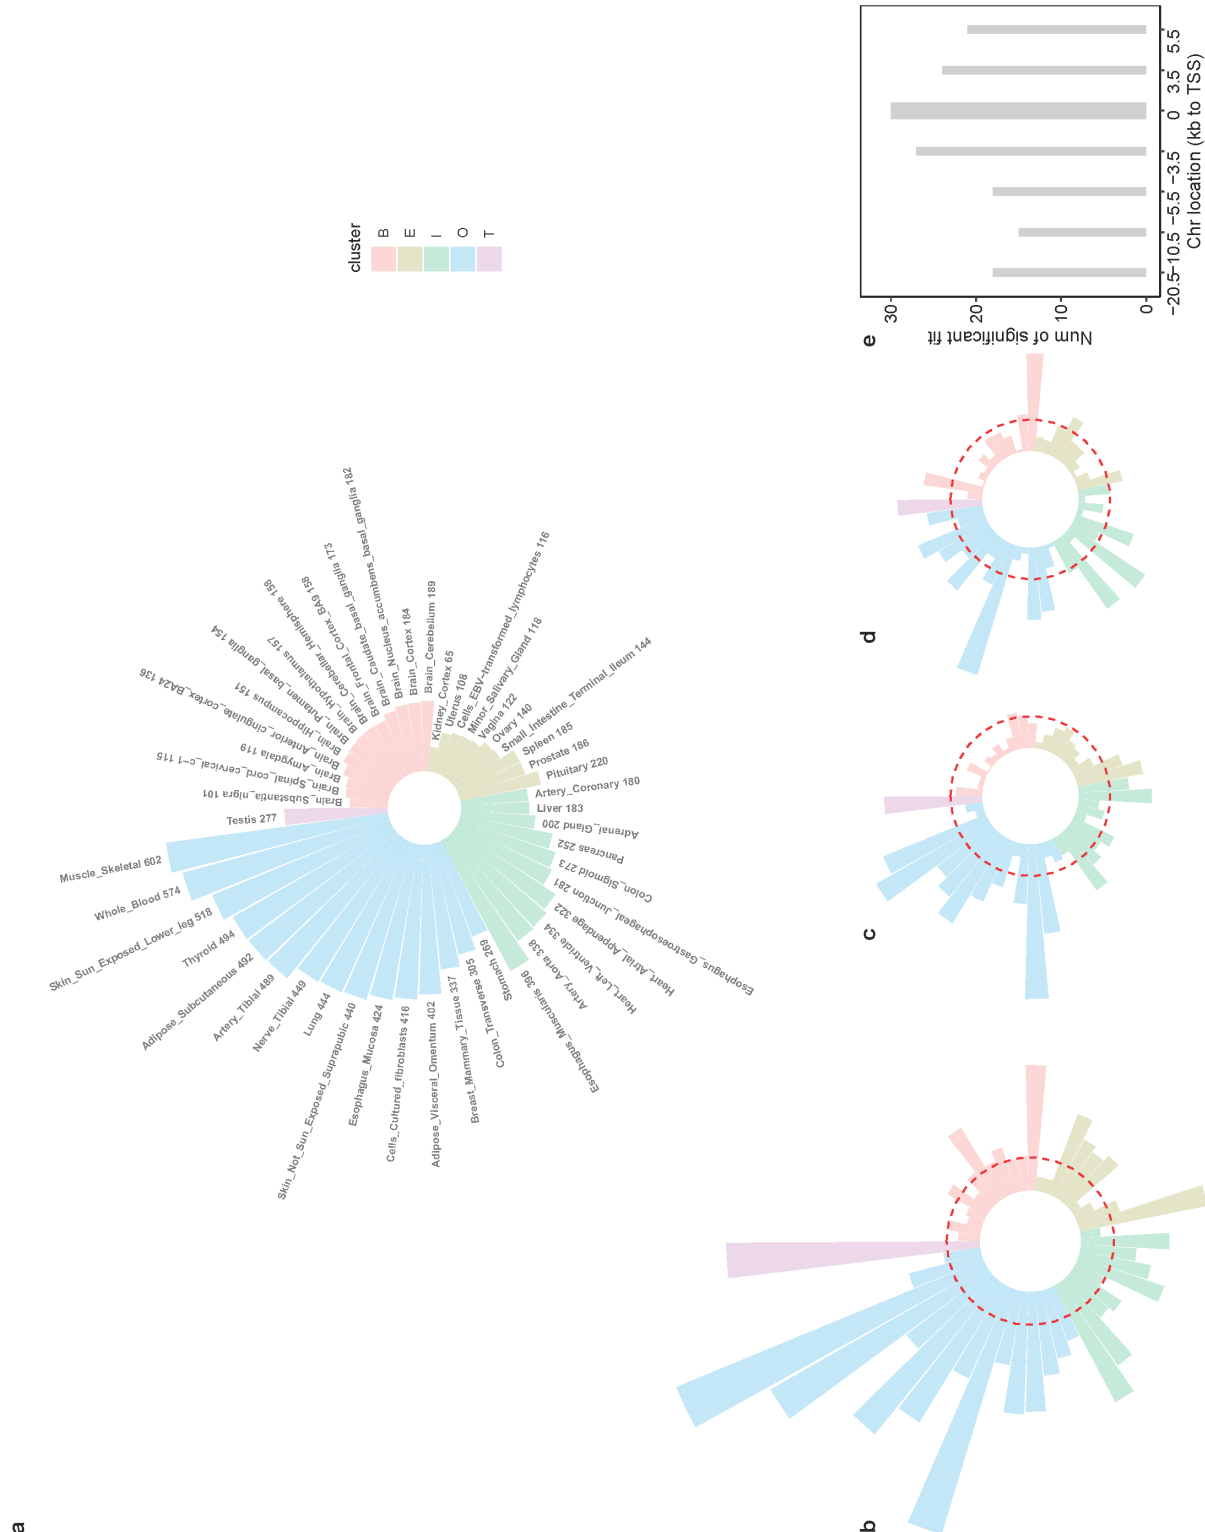 a
Muscle_Skeletal 602
Whole_Blood 574
Skin_Sun_Exposed_Lower_leg 518
Thyroid 494
Adipose_Subcutaneous 492
Artery_Tibial 489
Nerve_Tibial 449
Lung 444
Skin_Not_Sun_Exposed_Suprapubic 440
Esophagus_Mucosa 424
Cells_Cultured_fibroblasts 416
Adipose_Visceral_Omentum 402
Breast_Mammary_Tissue 337
Colon_Transverse 305
Stomach 269
Esophagus_Muscularis 396
Artery_Aorta 338
Heart_Left_Ventricle 334
Heart_Atrial_Appendage 322
Esophagus_Gastroesophageal_Junction 281
Colon_Sigmoid 273
Pancreas 252
Adrenal_Gland 200
Liver 183
Artery_Coronary 180
Pituitary 220
Prostate 186
Spleen 185
Small_Intestine_Terminal_Ileum 144
Ovary 140
Vagina 122
Minor_Salivary_Gland 118
Cells_EBV−transformed_lymphocytes 116
Uterus 108
Kidney_Cortex 65
Brain_Cerebellum 189
Brain_Cortex 184
Brain_Nucleus_accumbens_basal_ganglia 182
Brain_Caudate_basal_ganglia 173
Brain_Frontal_Cortex_BA9 158
Brain_Cerebellar_Hemisphere 158
Brain_Hypothalamus 157
Brain_Putamen_basal_ganglia 154
Brain_Hippocampus 151
Brain_Anterior_cingulate_cortex_BA24 136
Brain_Amygdala 119
Brain_Spinal_cord_cervical_c−1 115
Brain_Substantia_nigra 101
Testis 277
cluster
B
E
I
O
T
b
c
d
e
Num of significant fit
30
20
10
0
−20.5
−10.5
−5.5
−3.5
0
3.5
5.5
Chr location (kb to TSS)